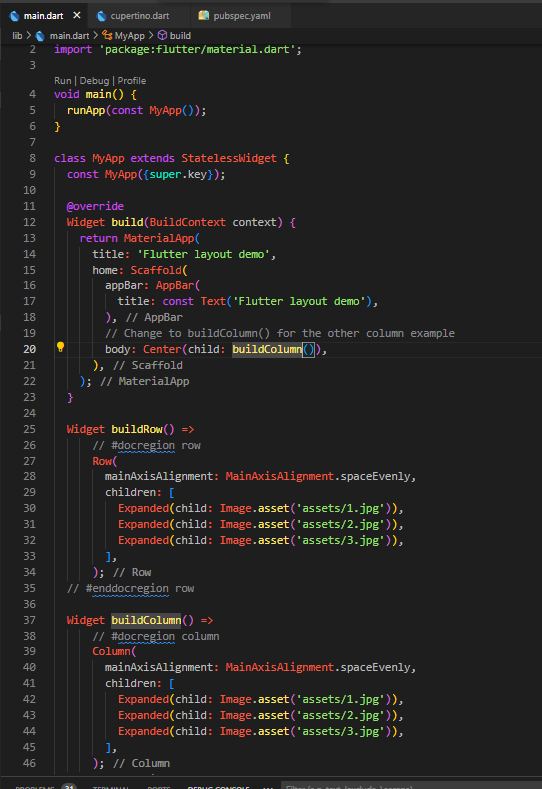 main.dart × cupertino.dart pubspec.yaml
lib > main.dart > MyApp > build
2 import 'package:flutter/material.dart';
3
Run | Debug | Profile
4 void main() {
5 runApp(const MyApp());
6 }
7
8 class MyApp extends StatelessWidget {
9 const MyApp({super.key});
10
11 @override
12 Widget build(BuildContext context) {
13 return MaterialApp(
14 title: 'Flutter layout demo',
15 home: Scaffold(
16 appBar: AppBar(
17 title: const Text('Flutter layout demo'),
18 ), // AppBar
19 // Change to buildColumn() for the other column example
20 body: Center(child: buildColumn()),
21 ), // Scaffold
22 ); // MaterialApp
23 }
24
25 Widget buildRow() =>
26 // #docregion row
27 Row(
28 mainAxisAlignment: MainAxisAlignment.spaceEvenly,
29 children: [
30 Expanded(child: Image.asset('assets/1.jpg')),
31 Expanded(child: Image.asset('assets/2.jpg')),
32 Expanded(child: Image.asset('assets/3.jpg')),
33 ],
34 ); // Row
35 // #enddocregion row
36
37 Widget buildColumn() =>
38 // #docregion column
39 Column(
40 mainAxisAlignment: MainAxisAlignment.spaceEvenly,
41 children: [
42 Expanded(child: Image.asset('assets/1.jpg')),
43 Expanded(child: Image.asset('assets/2.jpg')),
44 Expanded(child: Image.asset('assets/3.jpg')),
45 ],
46 ); // Column
PROBLEMS 31 TERMINAL PORTS DEBUG CONSOLE